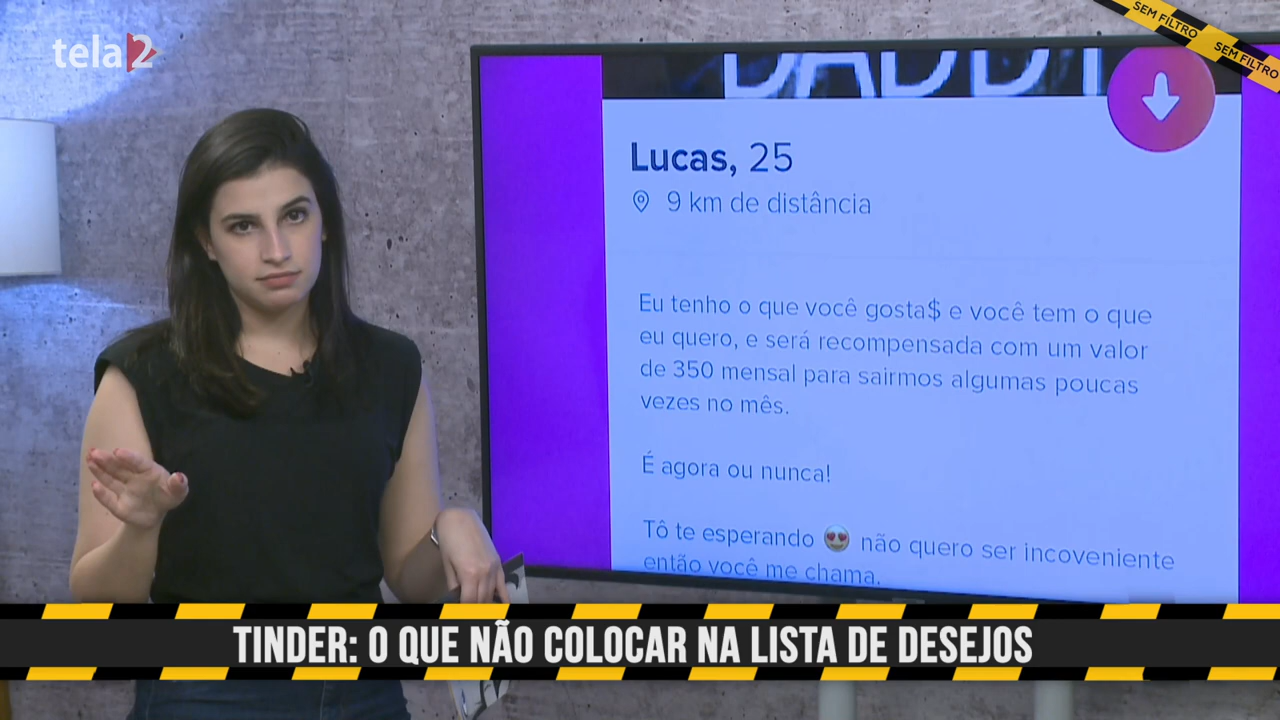 tela2
SEM FILTRO
SEM FILTRO
DADDY
Lucas, 25
9 km de distância
Eu tenho o que você gosta$ e você tem o que
eu quero, e será recompensada com um valor
de 350 mensal para sairmos algumas poucas
vezes no mês.
É agora ou nunca!
Tô te esperando 😍 não quero ser incoveniente
então você me chama.
TINDER: O QUE NÃO COLOCAR NA LISTA DE DESEJOS